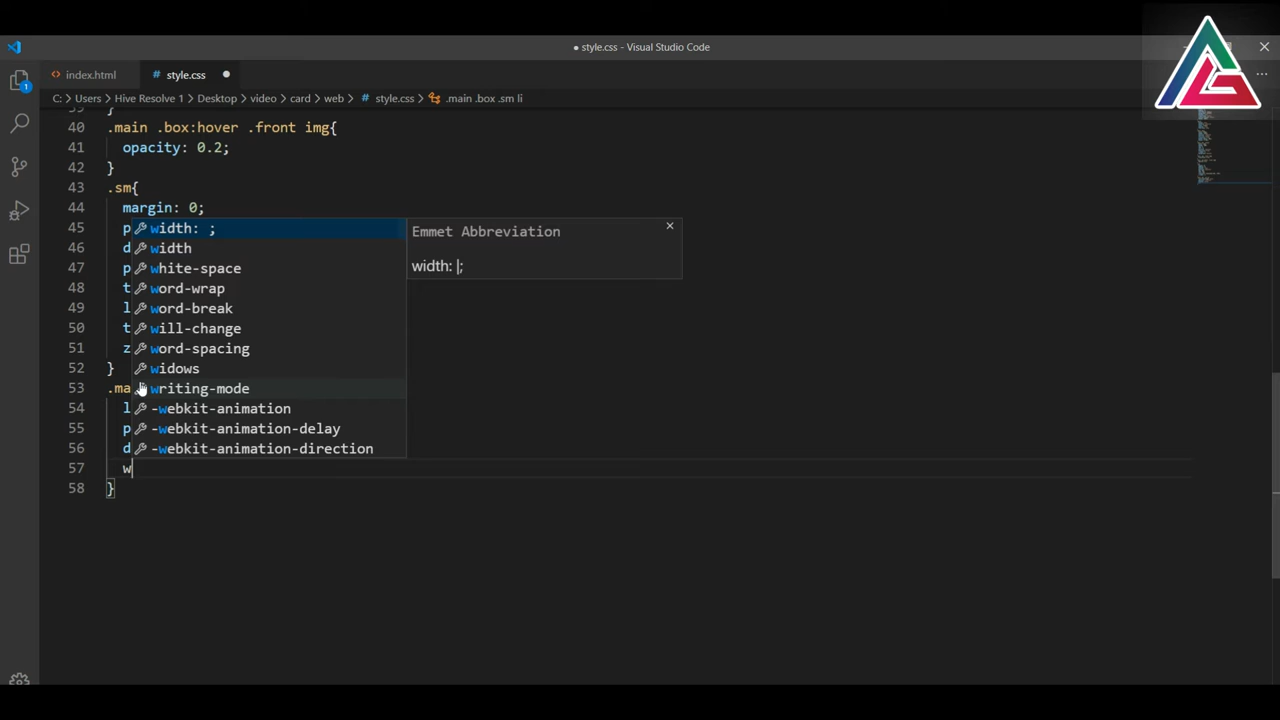 ● style.css - Visual Studio Code
index.html
style.css
C: > Users > Hive Resolve 1 > Desktop > video > card > web > style.css > .main .box .sm li
40 .main .box:hover .front img{
41 opacity: 0.2;
42 }
43 .sm{
44 margin: 0;
45 p
46 d
47 p
48 t
49 l
50 t
51 z
52 }
53 .ma
54 l
55 p
56 d
57 w
58 }
width: ;
width
white-space
word-wrap
word-break
will-change
word-spacing
widows
writing-mode
-webkit-animation
-webkit-animation-delay
-webkit-animation-direction
Emmet Abbreviation
width: |;
1